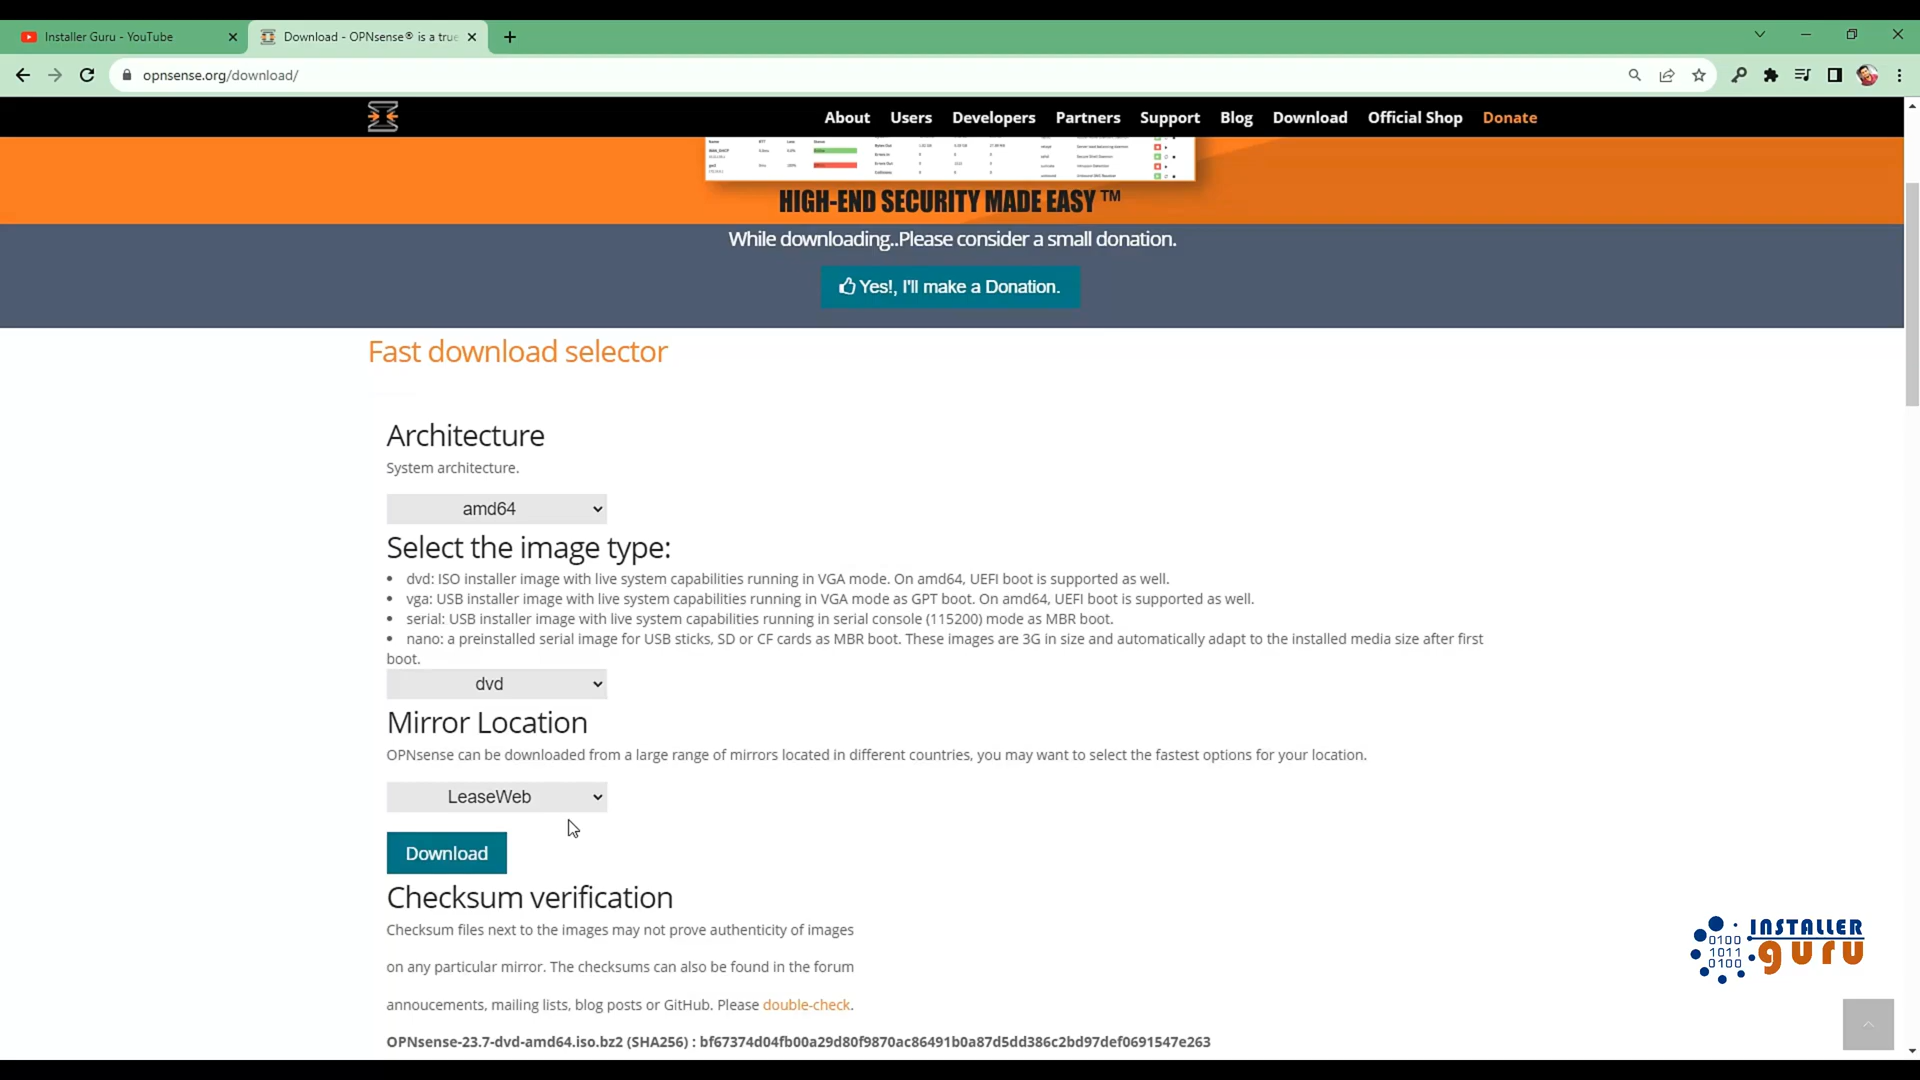 Installer Guru - YouTube
Download - OPNsense® is a true
opnsense.org/download/
About Users Developers Partners Support Blog Download Official Shop Donate
HIGH-END SECURITY MADE EASY ™
While downloading..Please consider a small donation.
Yes!, I'll make a Donation.
Fast download selector
Architecture
System architecture.
amd64
Select the image type:
• dvd: ISO installer image with live system capabilities running in VGA mode. On amd64, UEFI boot is supported as well.
• vga: USB installer image with live system capabilities running in VGA mode as GPT boot. On amd64, UEFI boot is supported as well.
• serial: USB installer image with live system capabilities running in serial console (115200) mode as MBR boot.
• nano: a preinstalled serial image for USB sticks, SD or CF cards as MBR boot. These images are 3G in size and automatically adapt to the installed media size after first
boot.
dvd
Mirror Location
OPNsense can be downloaded from a large range of mirrors located in different countries, you may want to select the fastest options for your location.
LeaseWeb
Download
Checksum verification
Checksum files next to the images may not prove authenticity of images
on any particular mirror. The checksums can also be found in the forum
annoucements, mailing lists, blog posts or GitHub. Please double-check.
OPNsense-23.7-dvd-amd64.iso.bz2 (SHA256) : bf67374d04fb00a29d80f9870ac86491b0a87d5dd386c2bd97def0691547e263
INSTALLER
guru
0100
1011
0100